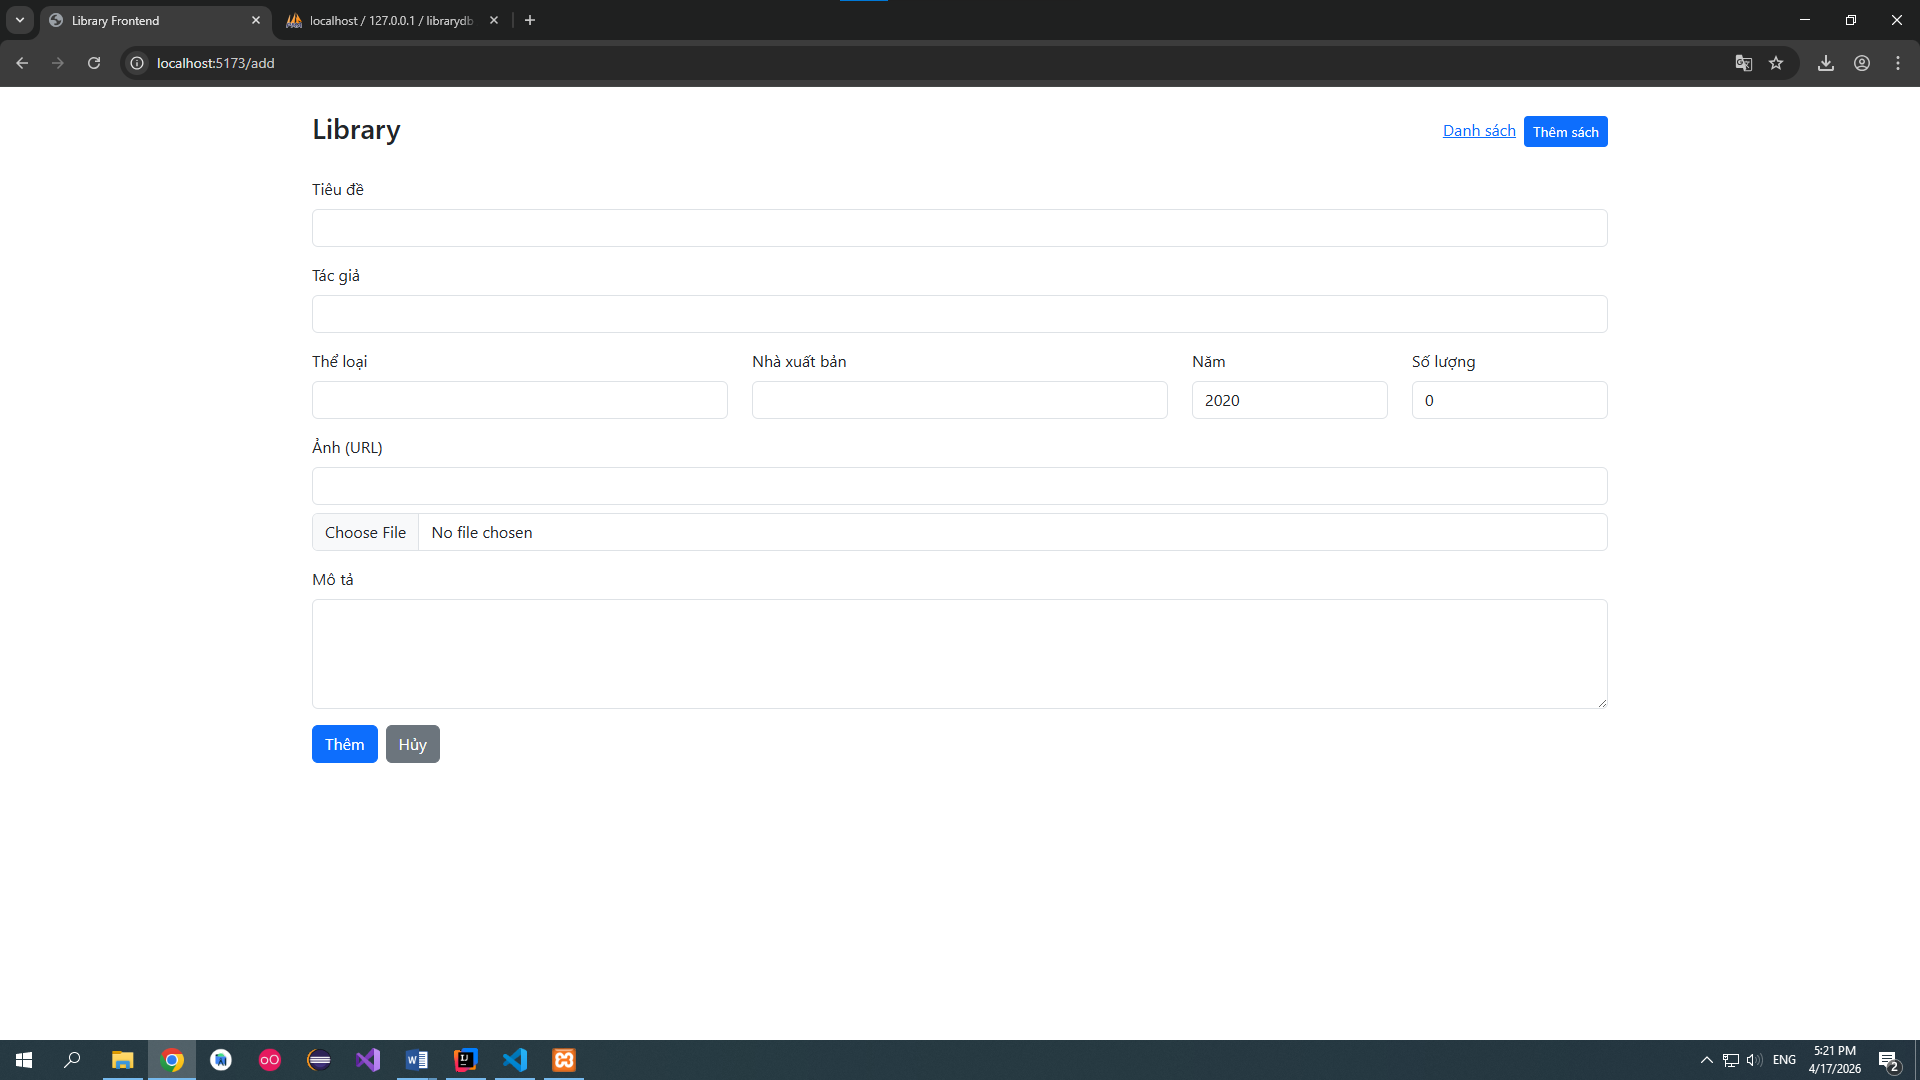 Library Frontend
localhost / 127.0.0.1 / librarydb
localhost:5173/add
Library
Danh sách
Thêm sách
Tiêu đề
Tác giả
Thể loại
Nhà xuất bản
Năm
Số lượng
2020
0
Ảnh (URL)
Choose File
No file chosen
Mô tả
Thêm
Hủy
ENG
5:21 PM
4/17/2026
2